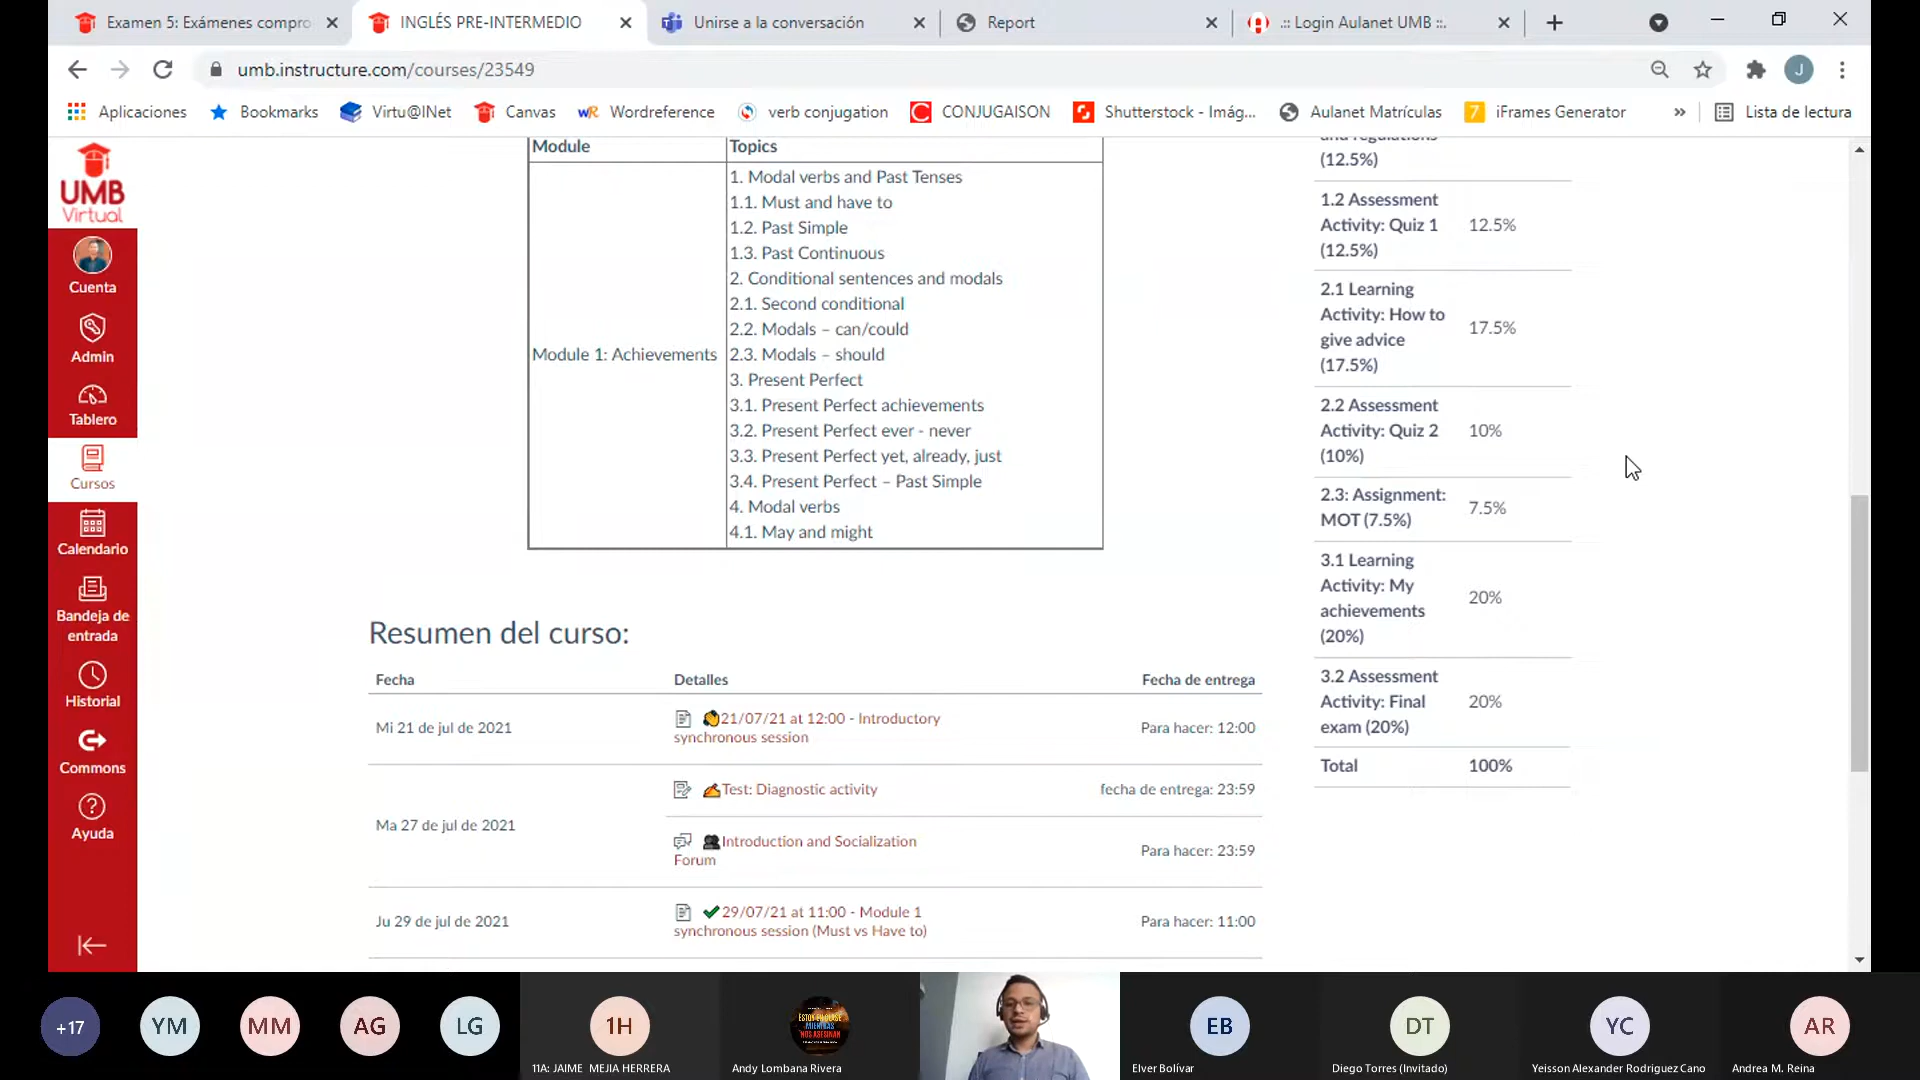 Examen 5: Exámenes compro
INGLÉS PRE-INTERMEDIO
Unirse a la conversación
Report
.:: Login Aulanet UMB ::.
umb.instructure.com/courses/23549
J
Aplicaciones
Bookmarks
Virtu@lNet
Canvas
Wordreference
verb conjugation
CONJUGAISON
Shutterstock - Imág...
Aulanet Matrículas
iFrames Generator
»
Lista de lectura
UMB
Virtual
Cuenta
Admin
Tablero
Cursos
Calendario
Bandeja de
entrada
Historial
Commons
Ayuda
Module
Topics
Module 1: Achievements
1. Modal verbs and Past Tenses
1.1. Must and have to
1.2. Past Simple
1.3. Past Continuous
2. Conditional sentences and modals
2.1. Second conditional
2.2. Modals – can/could
2.3. Modals – should
3. Present Perfect
3.1. Present Perfect achievements
3.2. Present Perfect ever - never
3.3. Present Perfect yet, already, just
3.4. Present Perfect – Past Simple
4. Modal verbs
4.1. May and might
Resumen del curso:
Fecha
Detalles
Fecha de entrega
Mi 21 de jul de 2021
21/07/21 at 12:00 - Introductory
synchronous session
Para hacer: 12:00
Ma 27 de jul de 2021
Test: Diagnostic activity
fecha de entrega: 23:59
Introduction and Socialization
Forum
Para hacer: 23:59
Ju 29 de jul de 2021
29/07/21 at 11:00 - Module 1
synchronous session (Must vs Have to)
Para hacer: 11:00
and regulations
(12.5%)
1.2 Assessment
Activity: Quiz 1
(12.5%)
12.5%
2.1 Learning
Activity: How to
give advice
(17.5%)
17.5%
2.2 Assessment
Activity: Quiz 2
(10%)
10%
2.3: Assignment:
MOT (7.5%)
7.5%
3.1 Learning
Activity: My
achievements
(20%)
20%
3.2 Assessment
Activity: Final
exam (20%)
20%
Total
100%
+17
YM
MM
AG
LG
1H
11A: JAIME MEJIA HERRERA
ESTOY EN CLASE
MIENTRAS
NOS ASESINAN
Andy Lombana Rivera
EB
Elver Bolívar
DT
Diego Torres (Invitado)
YC
Yeisson Alexander Rodriguez Cano
AR
Andrea M. Reina